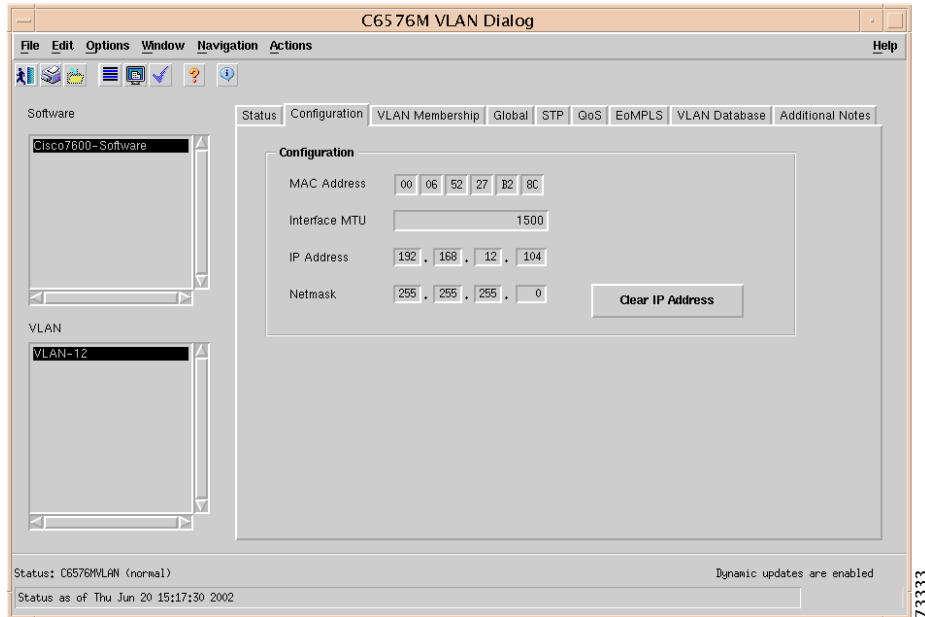 C6576M VLAN Dialog
File Edit Options Window Navigation Actions Help
Software
Cisco7600-Software
VLAN
VLAN-12
Status Configuration VLAN Membership Global STP QoS EoMPLS VLAN Database Additional Notes
Configuration
MAC Address 00 06 52 27 B2 8C
Interface MTU 1500
IP Address 192 . 168 . 12 . 104
Netmask 255 . 255 . 255 . 0
Clear IP Address
Status: C6576MVLAN (normal) Dynamic updates are enabled
Status as of Thu Jun 20 15:17:30 2002
73333